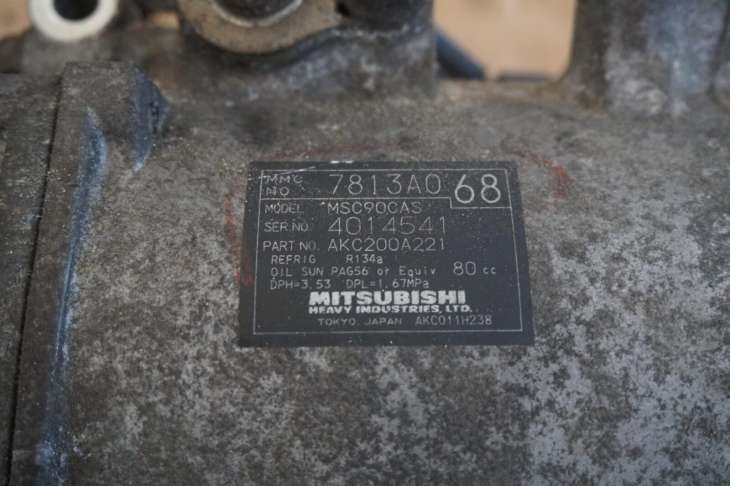 MMC NO 7813A0 68
MODEL MSC90CAS
SER.NO. 4014541
PART NO. AKC200A221
REFRIG R134a
OIL SUN PAG56 or Equiv 80 cc
DPH=3.53 DPL=1.67MPa
MITSUBISHI
HEAVY INDUSTRIES, LTD.
TOKYO, JAPAN AKC011H238